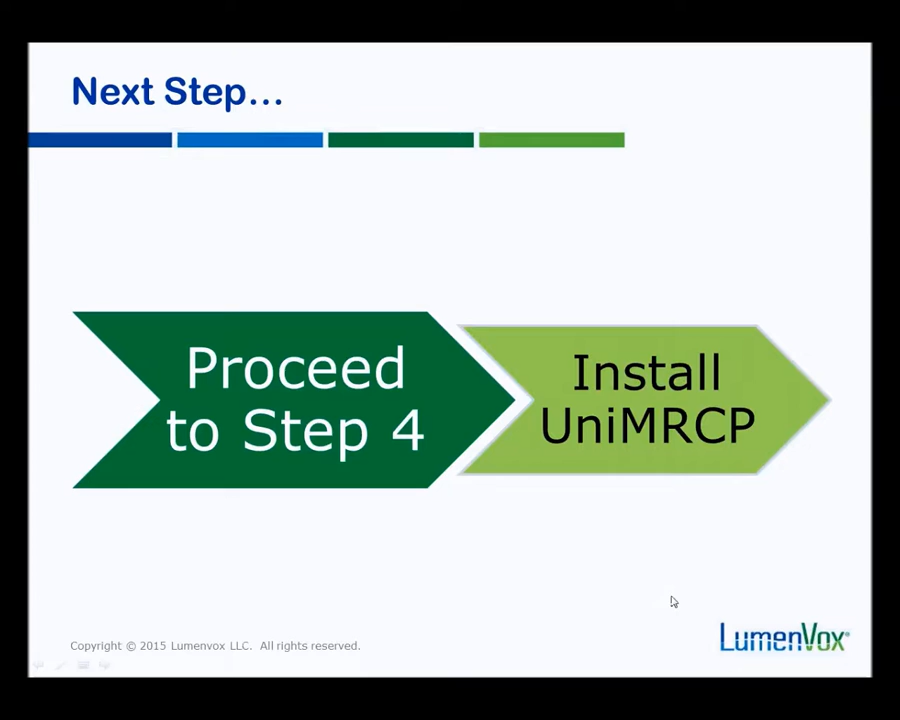 Next Step...
Proceed
to Step 4
Install
UniMRCP
Copyright © 2015 Lumenvox LLC. All rights reserved.
LumenVox®